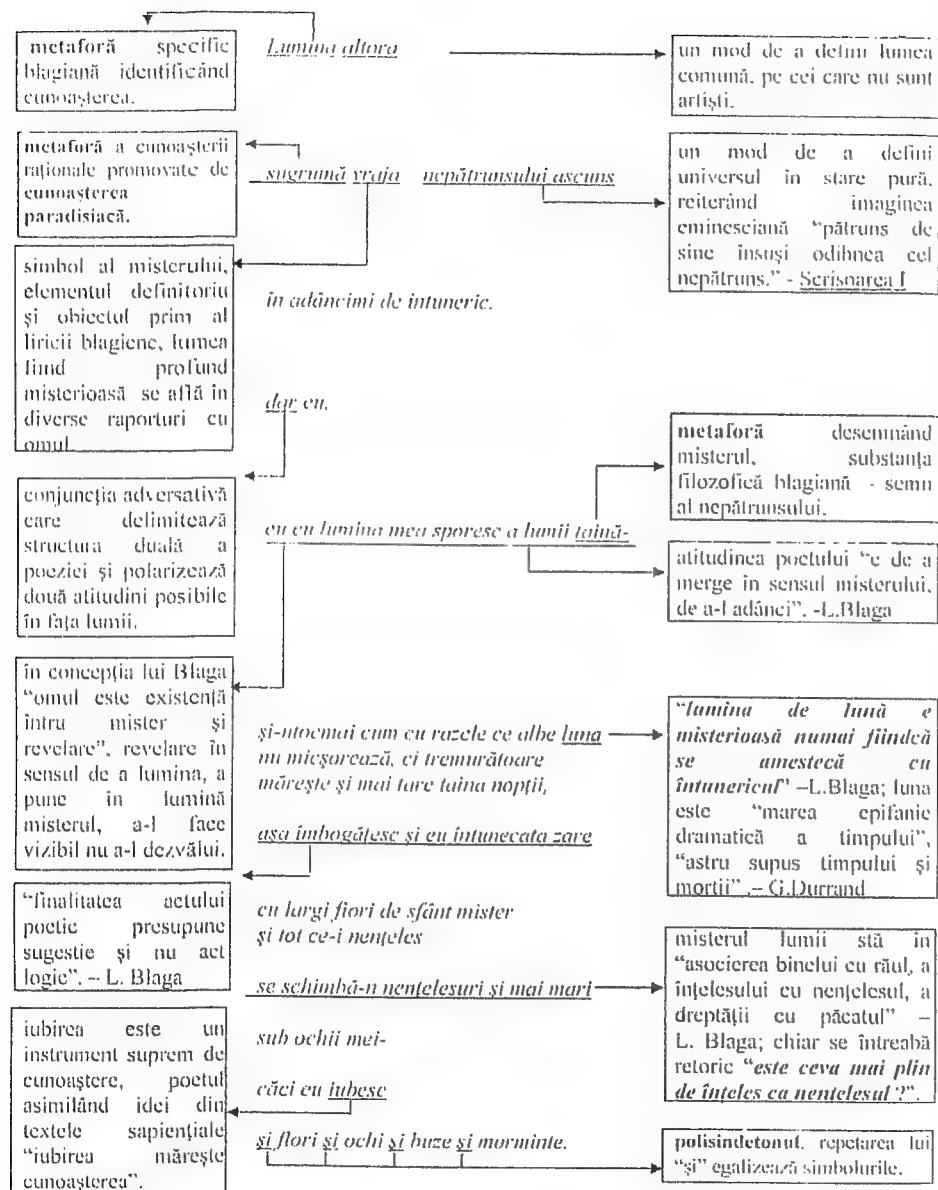 metaforă specific
blagiană identificând
cunoașterea.
Lumina altora
un mod de a defini lumea
comună, pe cei care nu sunt
artiști.
metaforă a cunoașterii
raționale promovate de
cunoașterea
paradisiacă.
sugrumă vraja nepătrunsului ascuns
un mod de a defini
universul în stare pură,
reiterând imaginea
eminesciană “pătruns de
sine însuși odihnea cel
nepătruns.” - Scrisoarea I
simbol al misterului,
elementul definitoriu
și obiectul prim al
liricii blagiene, lumea
fiind profund
misterioasă se află în
diverse raporturi cu
omul
în adâncimi de întuneric.
dar eu,
conjuncția adversativă
care delimitează
structura duală a
poeziei și polarizează
două atitudini posibile
în fața lumii.
eu cu lumina mea sporesc a lumii taină-
metaforă desemnând
misterul, substanța
filozofică blagiană - semn
al nepătrunsului.
atitudinea poetului “e de a
merge în sensul misterului,
de a-l adânci”. -L.Blaga
în concepția lui Blaga
“omul este existență
întru mister și
revelare”, revelare în
sensul de a lumina, a
pune în lumină
misterul, a-l face
vizibil nu a-l dezvălui.
și-ntocmai cum cu razele ce albe luna
nu micșorează, ci tremurătoare
mărește și mai tare taina nopții,
așa îmbogățesc și eu întunecata zare
“lumina de lună e
misterioasă numai fiindcă
se amestecă cu
întunericul” –L.Blaga; luna
este “marea epifanie
dramatică a timpului”,
“astru supus timpului și
morții” – G.Durrand
“finalitatea actului
poetic presupune
sugestie și nu act
logic”. – L. Blaga
cu largi fiori de sfânt mister
și tot ce-i nențeles
se schimbă-n nențelesuri și mai mari
sub ochii mei-
misterul lumii stă în
“asocierea binelui cu răul, a
înțelesului cu nențelesul, a
dreptății cu păcatul” –
L. Blaga; chiar se întreabă
retoric “este ceva mai plin
de înțeles ca nențelesul ?”.
iubirea este un
instrument suprem de
cunoaștere, poetul
asimilând idei din
textele sapiențiale
“iubirea mărește
cunoașterea”.
căci eu iubesc
și flori și ochi și buze și morminte.
polisindetonul, repetarea lui
“și” egalizează simbolurile.